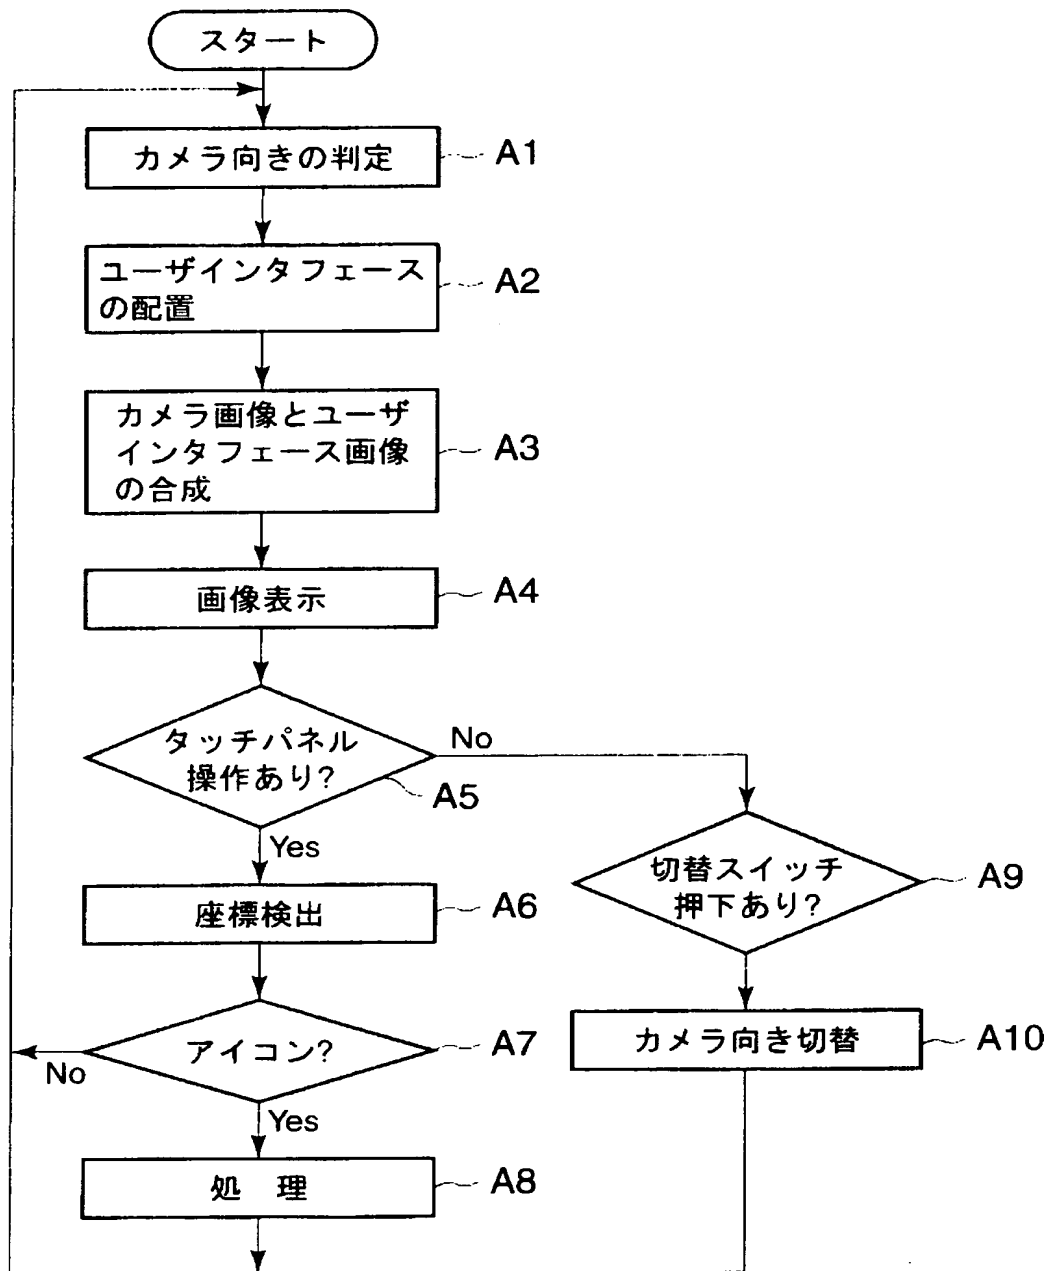 スタート
カメラ向きの判定
A1
ユーザインタフェース
の配置
A2
カメラ画像とユーザ
インタフェース画像
の合成
A3
画像表示
A4
タッチパネル
操作あり?
A5
No
Yes
切替スイッチ
押下あり?
A9
座標検出
A6
アイコン?
A7
No
Yes
カメラ向き切替
A10
処 理
A8